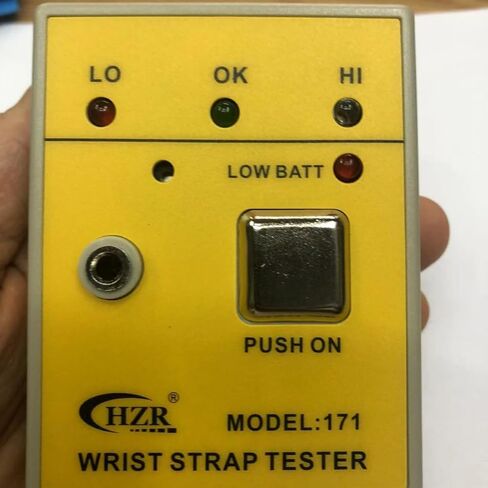 LO OK HI
LOW BATT
PUSH ON
HZR®
MODEL:171
WRIST STRAP TESTER